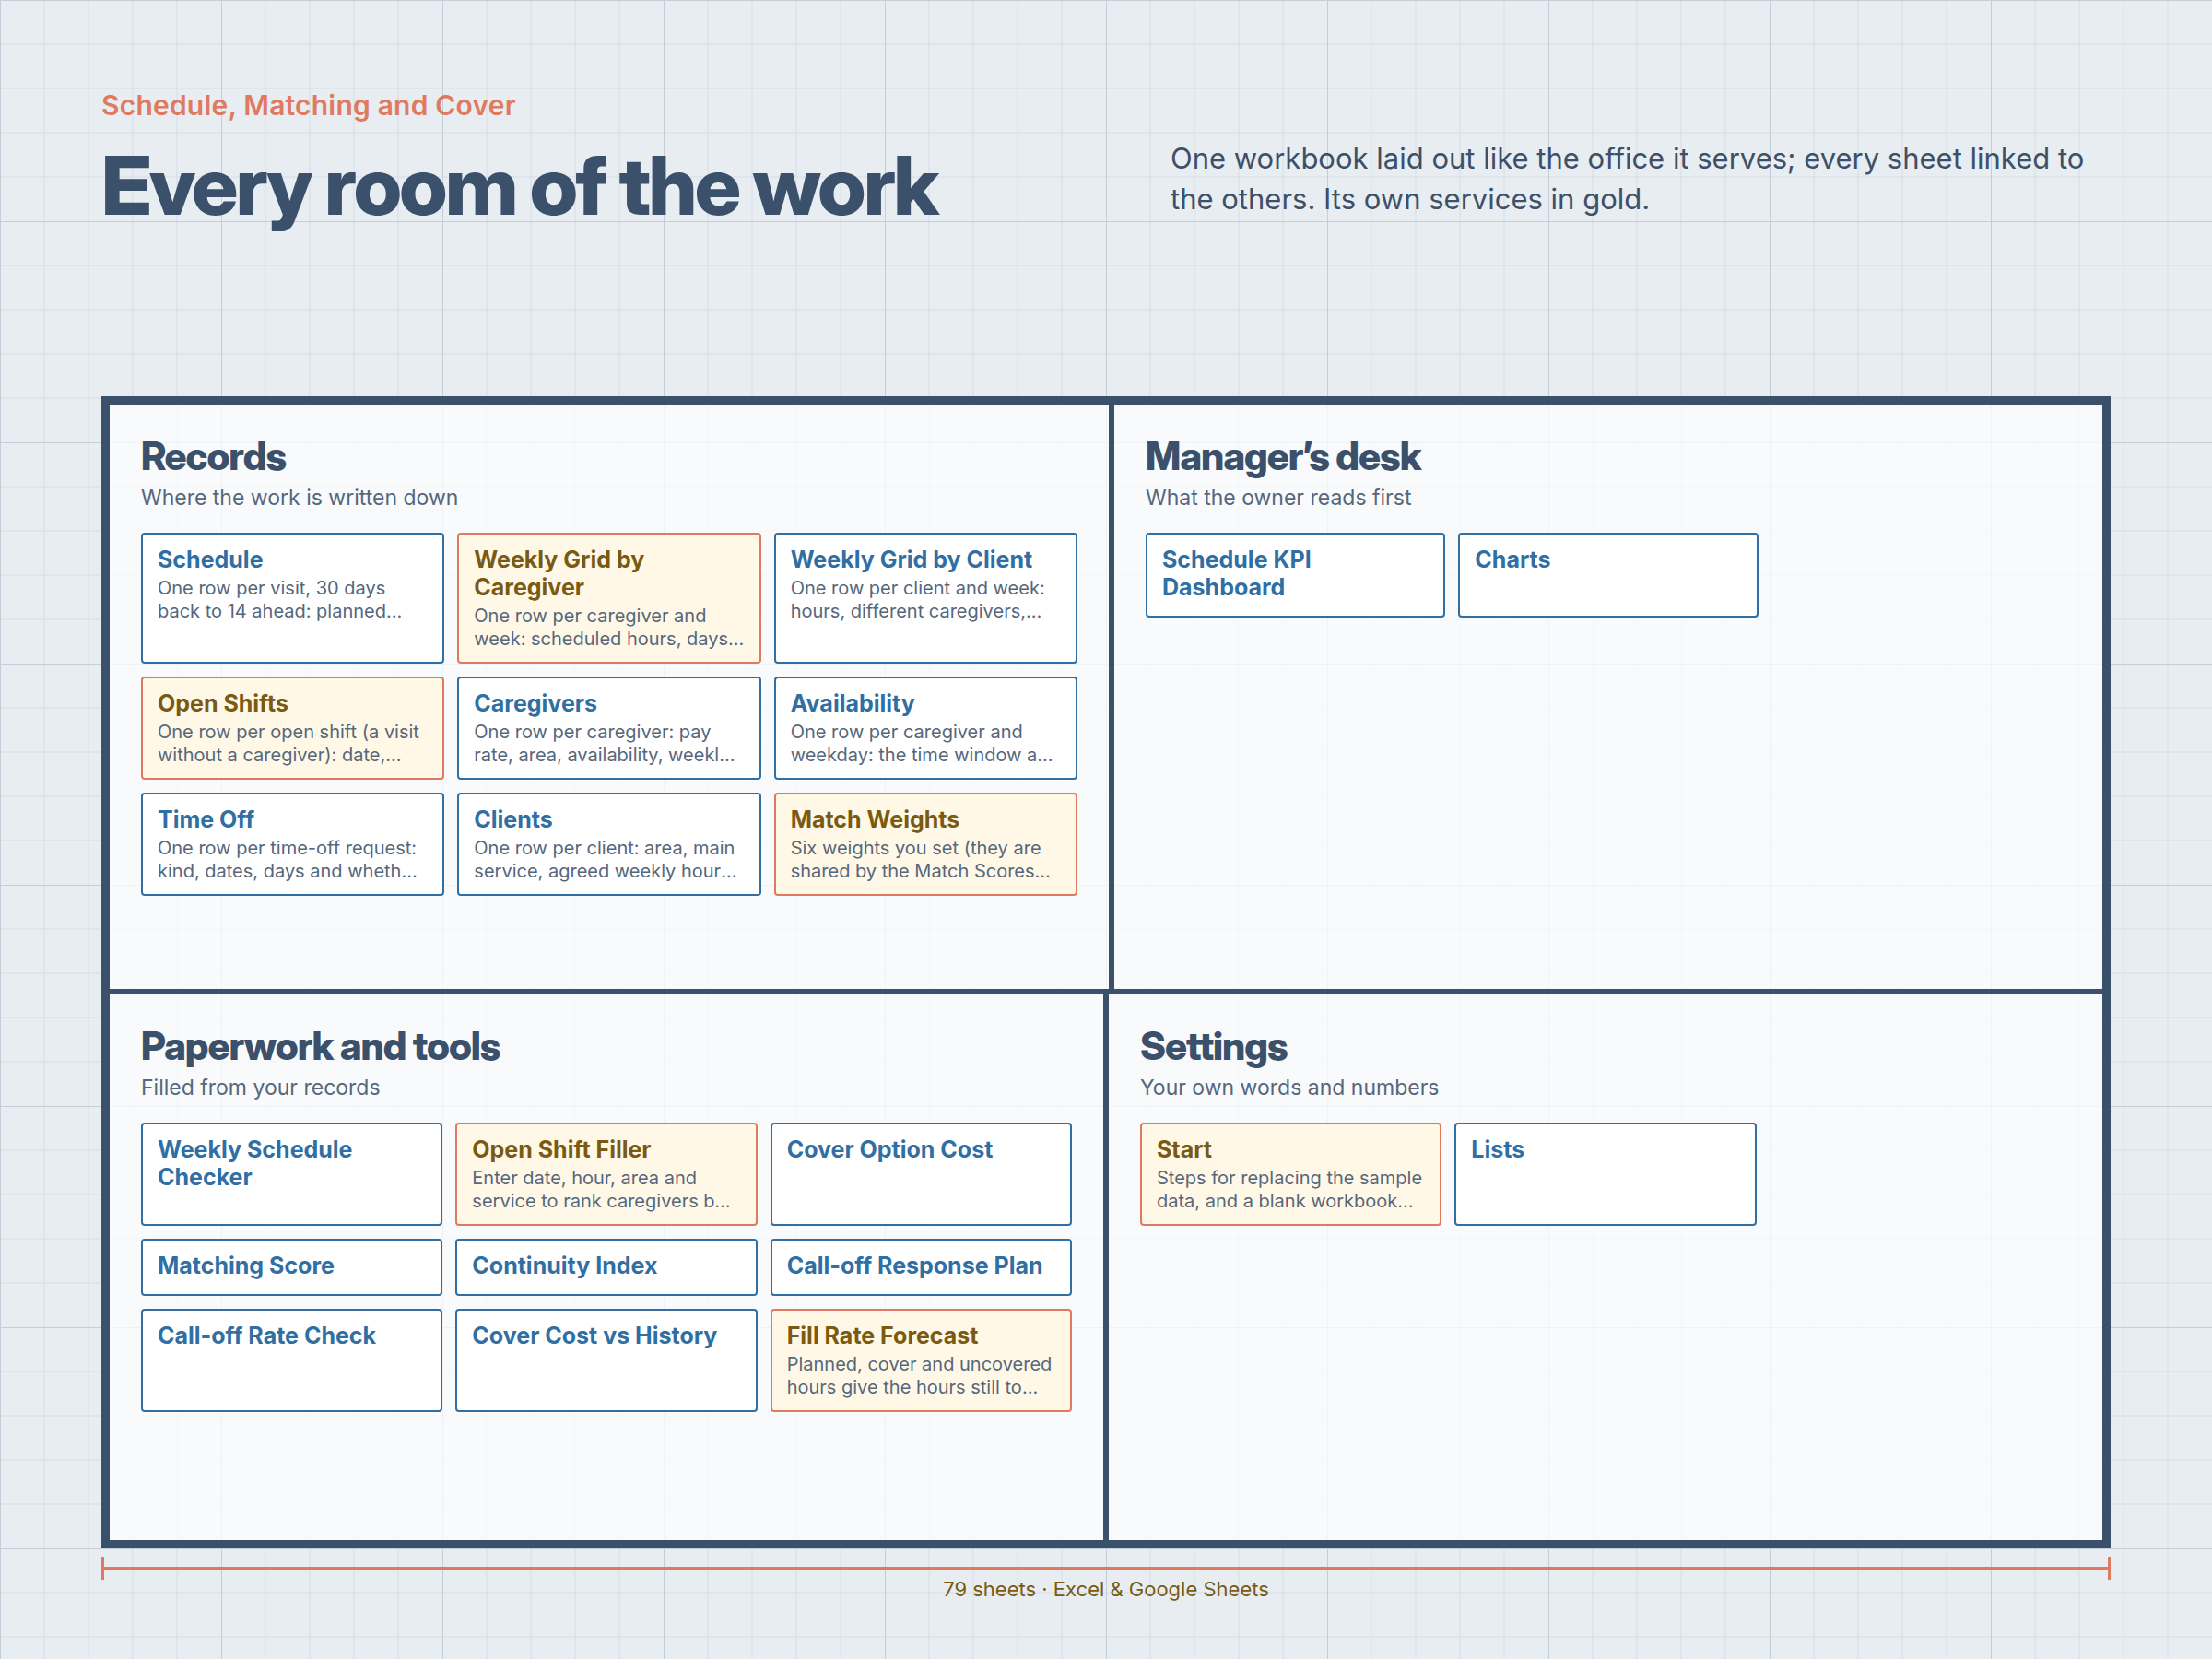 Schedule, Matching and Cover
Every room of the work
One workbook laid out like the office it serves; every sheet linked to
the others. Its own services in gold.
Records
Where the work is written down
Schedule
One row per visit, 30 days
back to 14 ahead: planned...
Weekly Grid by
Caregiver
One row per caregiver and
week: scheduled hours, days...
Weekly Grid by Client
One row per client and week:
hours, different caregivers,...
Open Shifts
One row per open shift (a visit
without a caregiver): date,...
Caregivers
One row per caregiver: pay
rate, area, availability, weekl...
Availability
One row per caregiver and
weekday: the time window a...
Time Off
One row per time-off request:
kind, dates, days and wheth...
Clients
One row per client: area, main
service, agreed weekly hour...
Match Weights
Six weights you set (they are
shared by the Match Scores...
Manager’s desk
What the owner reads first
Schedule KPI
Dashboard
Charts
Paperwork and tools
Filled from your records
Weekly Schedule
Checker
Open Shift Filler
Enter date, hour, area and
service to rank caregivers b...
Cover Option Cost
Matching Score
Continuity Index
Call-off Response Plan
Call-off Rate Check
Cover Cost vs History
Fill Rate Forecast
Planned, cover and uncovered
hours give the hours still to...
Settings
Your own words and numbers
Start
Steps for replacing the sample
data, and a blank workbook...
Lists
79 sheets · Excel & Google Sheets